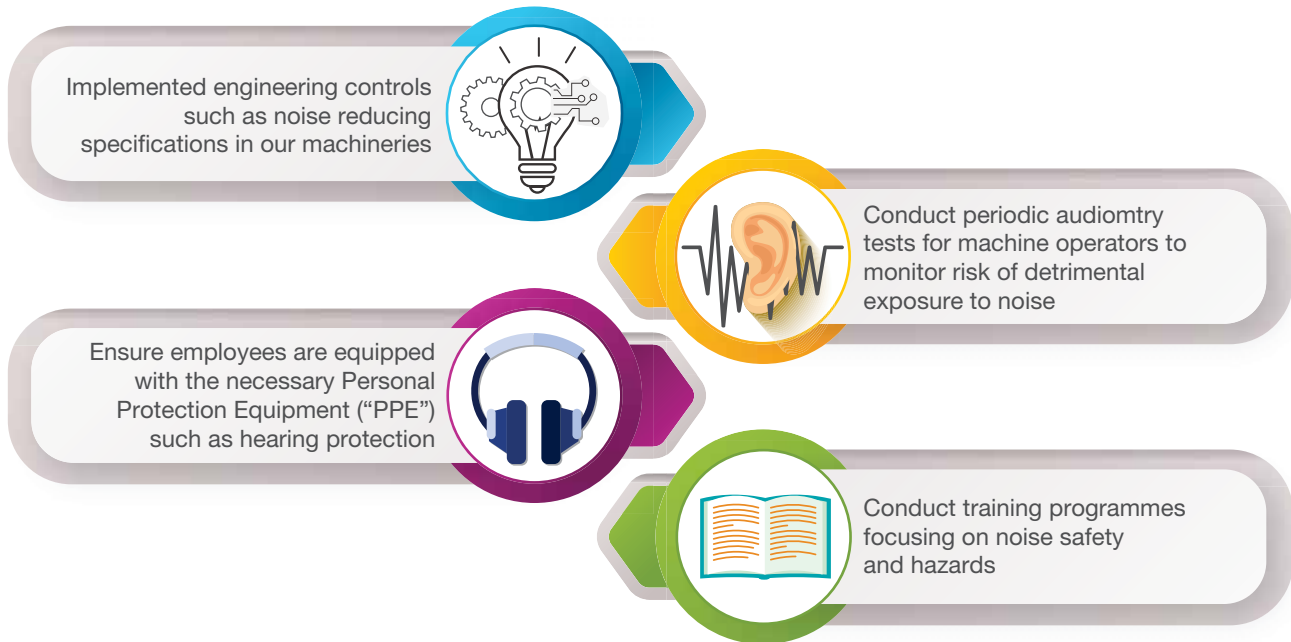 Implemented engineering controls
such as noise reducing
specifications in our machineries
Conduct periodic audiomtry
tests for machine operators to
monitor risk of detrimental
exposure to noise
Ensure employees are equipped
with the necessary Personal
Protection Equipment (“PPE”)
such as hearing protection
Conduct training programmes
focusing on noise safety
and hazards